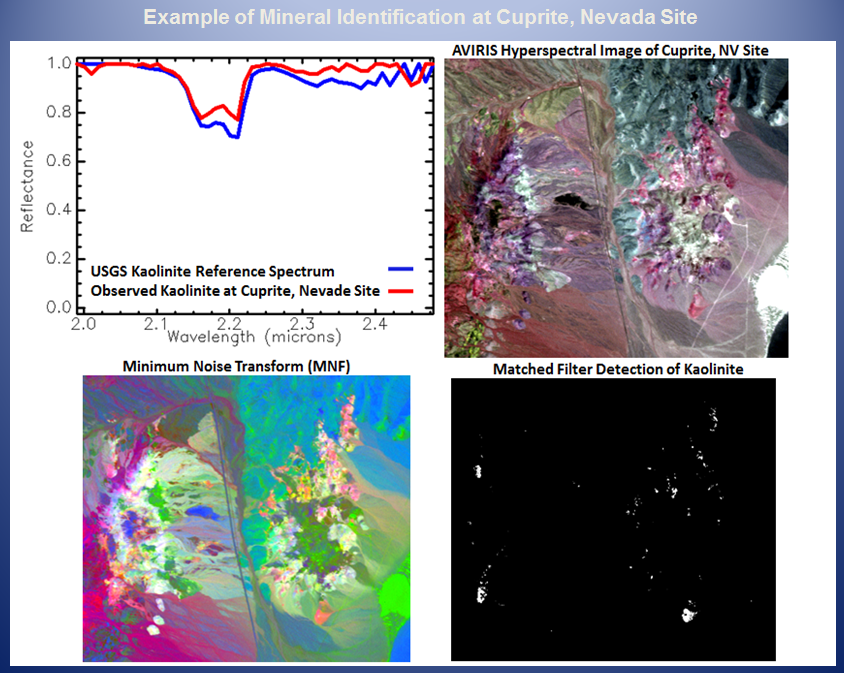 Example of Mineral Identification at Cuprite, Nevada Site
AVIRIS Hyperspectral Image of Cuprite, NV Site
1.0
0.8
0.6
0.4
0.2
0.0
Reflectance
USGS Kaolinite Reference Spectrum
Observed Kaolinite at Cuprite, Nevade Site
2.0 2.1 2.2 2.3 2.4
Wavelength (microns)
Minimum Noise Transform (MNF)
Matched Filter Detection of Kaolinite